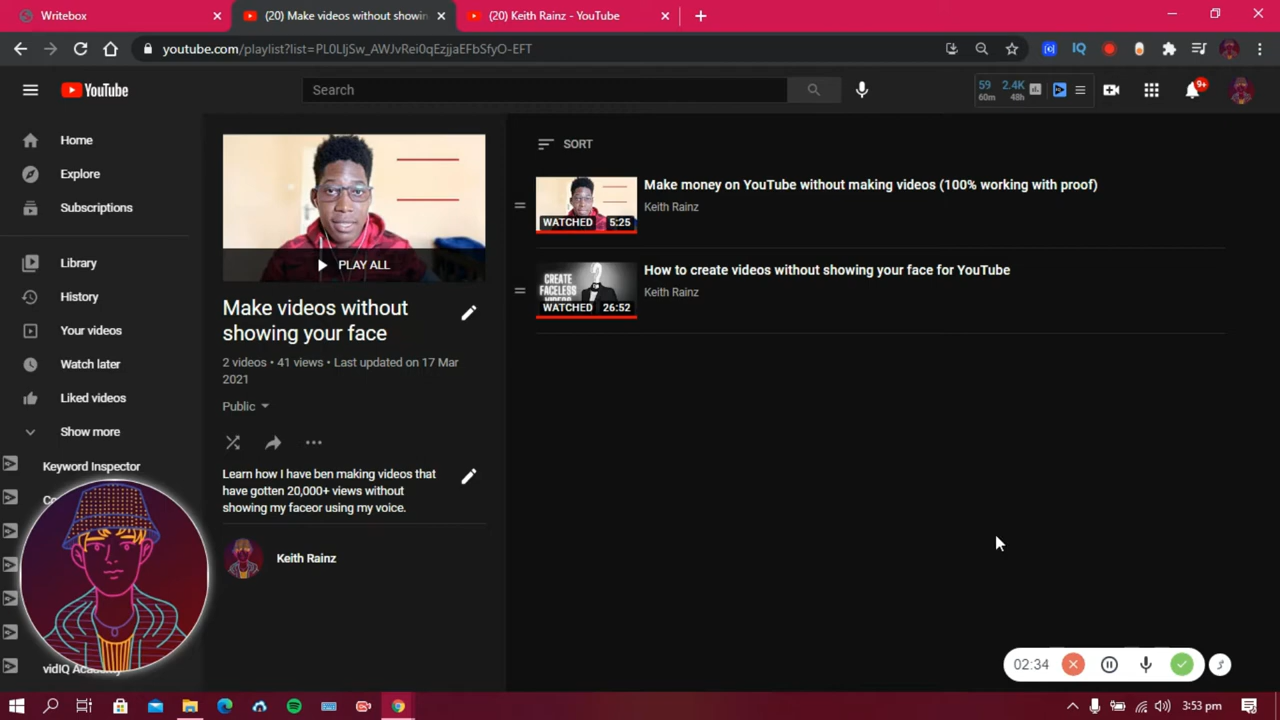 Writebox
(20) Make videos without showin
(20) Keith Rainz - YouTube
youtube.com/playlist?list=PL0LljSw_AWJvRei0qEzjjaEFbSfyO-EFT
IQ
YouTube
Search
59
60m
2.4K
48h
9+
Home
Explore
Subscriptions
Library
History
Your videos
Watch later
Liked videos
Show more
Keyword Inspector
vidIQ Academy
PLAY ALL
Make videos without
showing your face
2 videos • 41 views • Last updated on 17 Mar
2021
Public
Learn how I have ben making videos that
have gotten 20,000+ views without
showing my faceor using my voice.
Keith Rainz
SORT
WATCHED 5:25
Make money on YouTube without making videos (100% working with proof)
Keith Rainz
CREATE
FACELESS
VIDEOS
WATCHED 26:52
How to create videos without showing your face for YouTube
Keith Rainz
02:34
3:53 pm